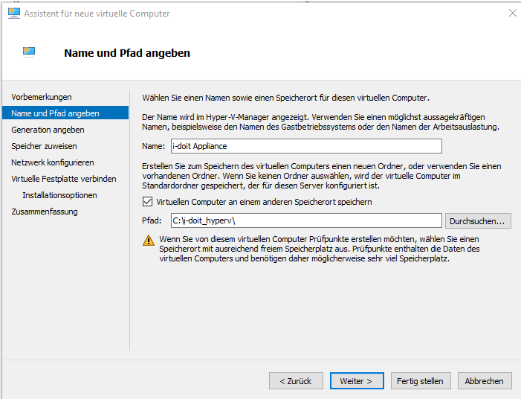 Assistent für neue virtuelle Computer
Name und Pfad angeben
Vorbemerkungen
Name und Pfad angeben
Generation angeben
Speicher zuweisen
Netzwerk konfigurieren
Virtuelle Festplatte verbinden
Installationsoptionen
Zusammenfassung
Wählen Sie einen Namen sowie einen Speicherort für diesen virtuellen Computer.
Der Name wird im Hyper-V-Manager angezeigt. Verwenden Sie einen möglichst aussagekräftigen
Namen, beispielsweise den Namen des Gastbetriebssystems oder den Namen der Arbeitsauslastung.
Name: i-doit Appliance
Erstellen Sie zum Speichern des virtuellen Computers einen neuen Ordner, oder verwenden Sie einen
vorhandenen Ordner. Wenn Sie keinen Ordner auswählen, wird der virtuelle Computer im
Standardordner gespeichert, der für diesen Server konfiguriert ist.
Virtuellen Computer an einem anderen Speicherort speichern
Pfad: C:\i-doit_hyperv\ Durchsuchen...
Wenn Sie von diesem virtuellen Computer Prüfpunkte erstellen möchten, wählen Sie einen
Speicherort mit ausreichend freiem Speicherplatz aus. Prüfpunkte enthalten die Daten des
virtuellen Computers und benötigen daher möglicherweise sehr viel Speicherplatz.
< Zurück Weiter > Fertig stellen Abbrechen